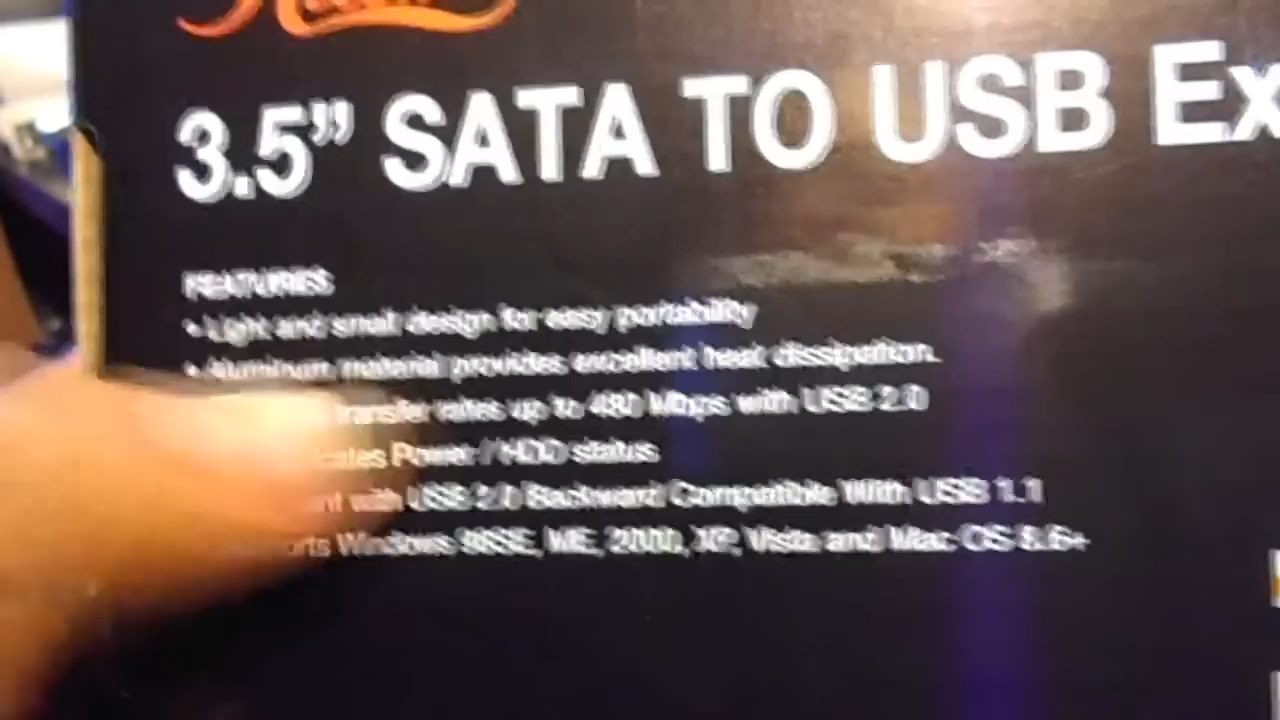 3.5” SATA TO USB Ex
FEATURES
• Light and small design for easy portability
• Aluminum material provides excellent heat dissipation.
transfer rates up to 480 Mbps with USB 2.0
Power / HDD status
with USB 2.0 Backward Compatible With USB 1.1
Windows 98SE, ME, 2000, XP, Vista and Mac OS 8.6+